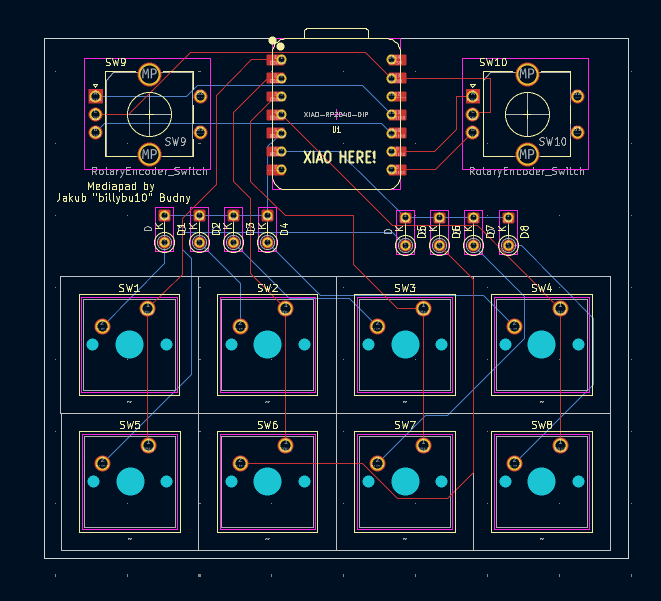 SW9
SW10
MP
MP
XIAO-RP2040-DIP
U1
SW9
SW10
XIAO HERE!
MP
MP
RotaryEncoder_Switch
RotaryEncoder_Switch
Mediapad by
Jakub "billybu10" Budny
D K D1 K D2 K D3 K D4
D K D5 K D6 K D7 K D8
SW1
SW2
SW3
SW4
~
~
~
~
SW5
SW6
SW7
SW8
~
~
~
~